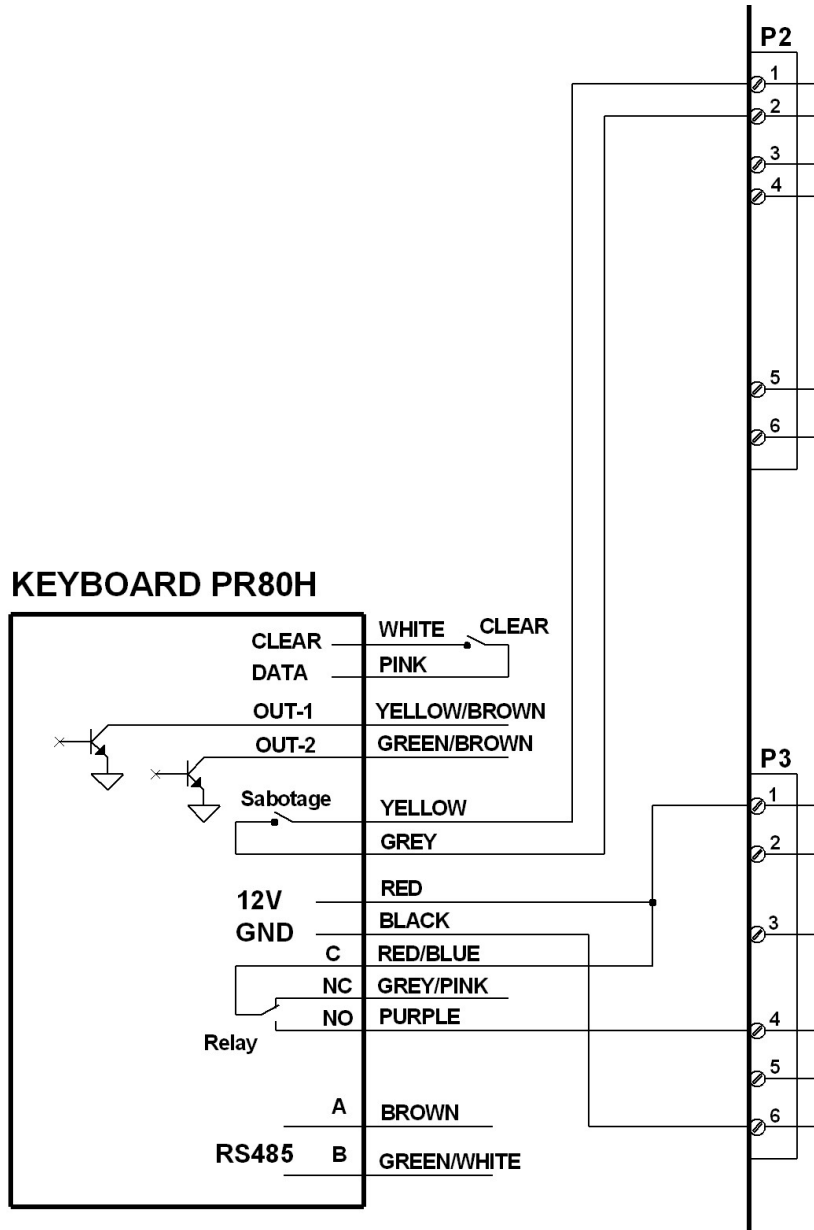 P2
1
2
3
4
5
6
KEYBOARD PR80H
CLEAR WHITE CLEAR
DATA PINK
OUT-1 YELLOW/BROWN
OUT-2 GREEN/BROWN
Sabotage YELLOW
GREY
12V RED
GND BLACK
C RED/BLUE
NC GREY/PINK
NO PURPLE
Relay
A BROWN
RS485 B GREEN/WHITE
P3
1
2
3
4
5
6